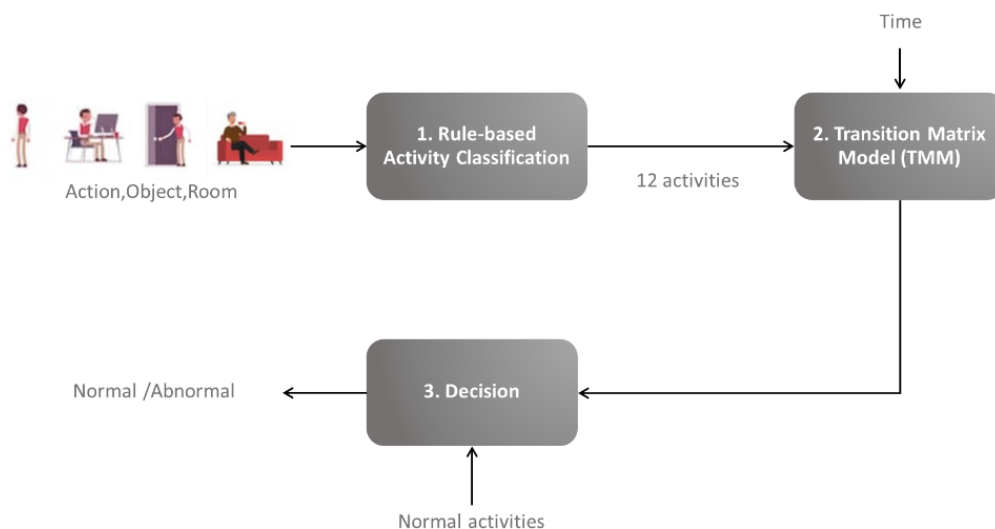 Time
1. Rule-based
Activity Classification
2. Transition Matrix
Model (TMM)
12 activities
Action,Object,Room
Normal /Abnormal
3. Decision
Normal activities